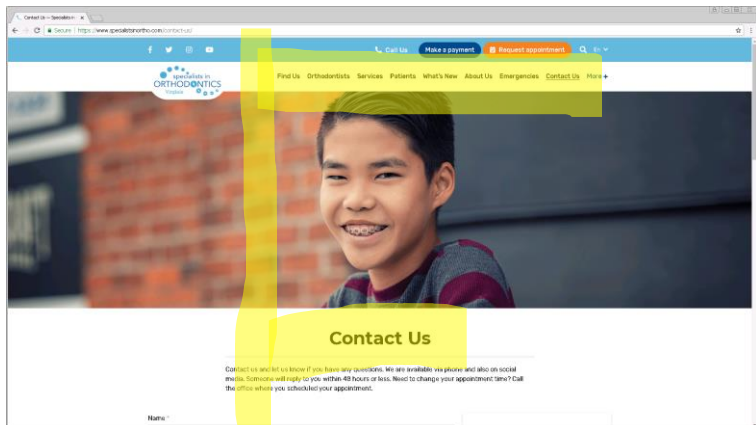 Contact Us — Specialists in
Secure | https://www.specialistsnortho.com/contact-us/
Call Us Make a payment Request appointment En
specialists in
ORTHODONTICS
Find Us Orthodontists Services Patients What's New About Us Emergencies Contact Us More +
Contact Us
Contact us and let us know if you have any questions. We are available via phone and also on social
media. Someone will reply to you within 48 hours or less. Need to change your appointment time? Call
the office where you scheduled your appointment.
Name *